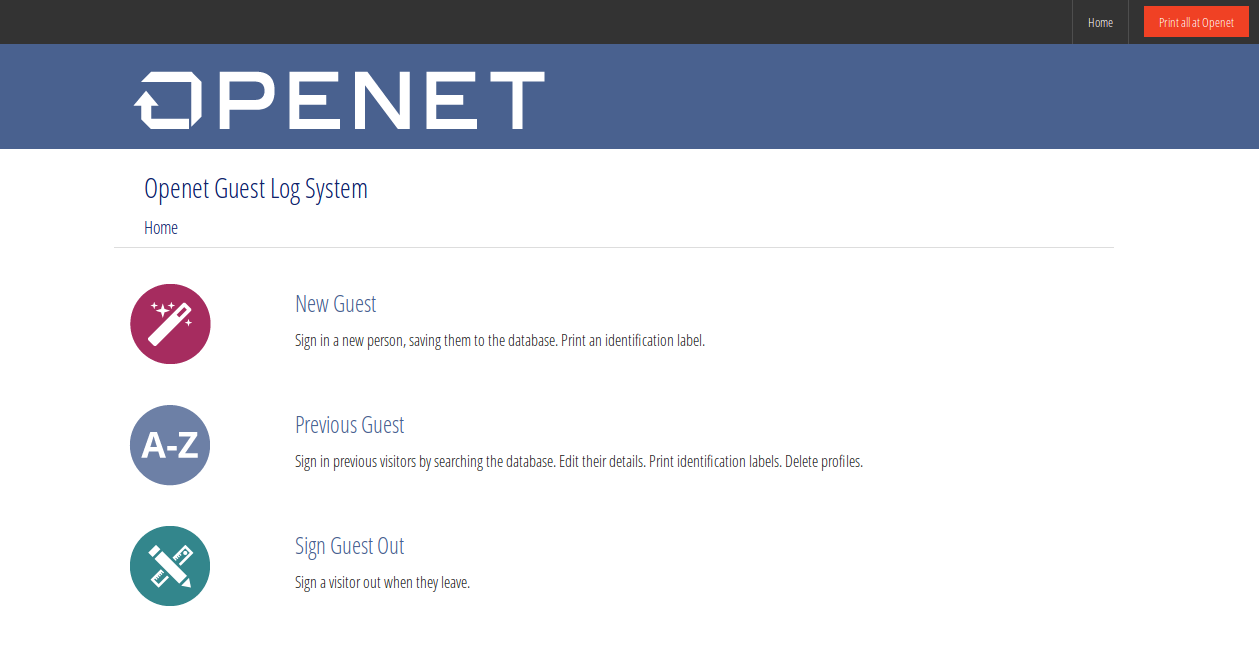 Home
Print all at Openet
OPENET
Openet Guest Log System
Home
New Guest
Sign in a new person, saving them to the database. Print an identification label.
A-Z
Previous Guest
Sign in previous visitors by searching the database. Edit their details. Print identification labels. Delete profiles.
Sign Guest Out
Sign a visitor out when they leave.